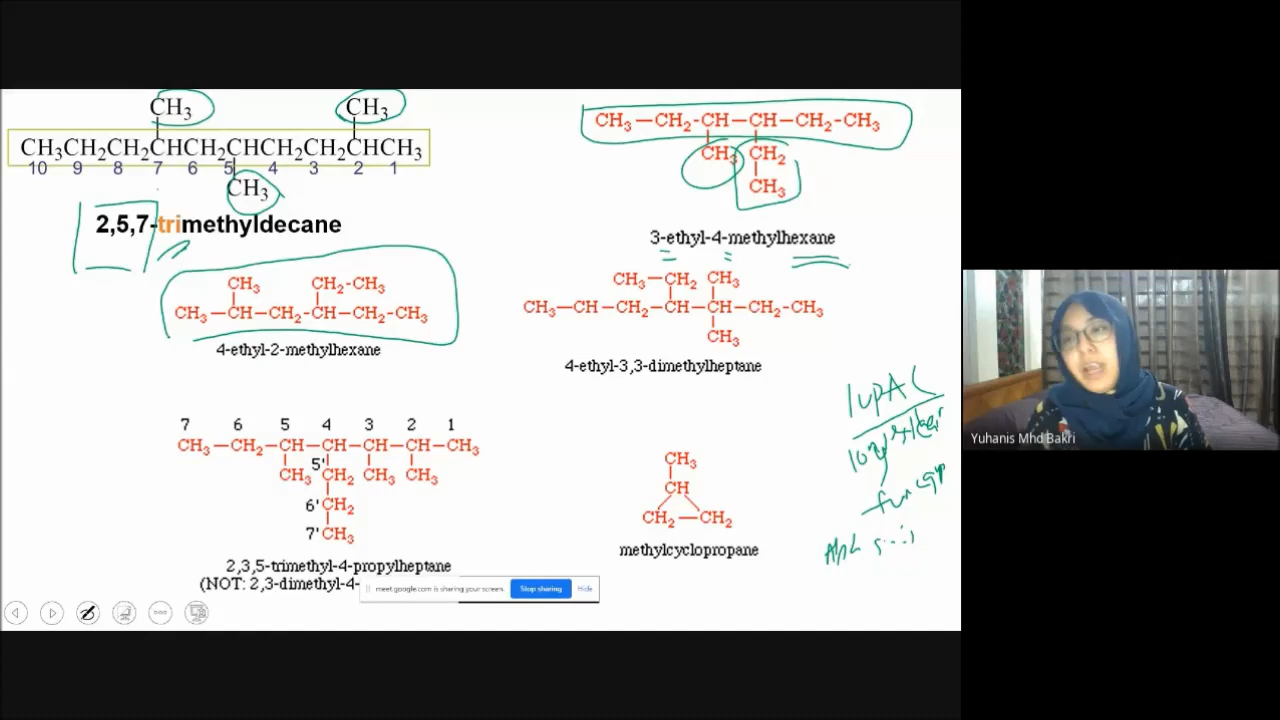 CH₃ CH₃
CH₃CH₂CH₂CHCH₂CHCH₂CH₂CHCH₃
10 9 8 7 6 5 4 3 2 1
CH₃
2,5,7-trimethyldecane
CH₃—CH₂—CH—CH—CH₂—CH₃
CH₃ CH₂
CH₃
3-ethyl-4-methylhexane
CH₃ CH₂-CH₃
CH₃—CH—CH₂—CH—CH₂—CH₃
4-ethyl-2-methylhexane
CH₃—CH₂ CH₃
CH₃—CH—CH₂—CH—CH—CH₂—CH₃
CH₃
4-ethyl-3,3-dimethylheptane
IUPAC
7 6 5 4 3 2 1
CH₃—CH₂—CH—CH—CH—CH—CH₃
5'
CH₃ CH₂ CH₃ CH₃
6' CH₂
7' CH₃
2,3,5-trimethyl-4-propylheptane
(NOT: 2,3-dimethyl-4-
CH₃
CH
CH₂—CH₂
methylcyclopropane
meet.google.com is sharing your screen. Stop sharing Hide
Yuhanis Mhd Bakri